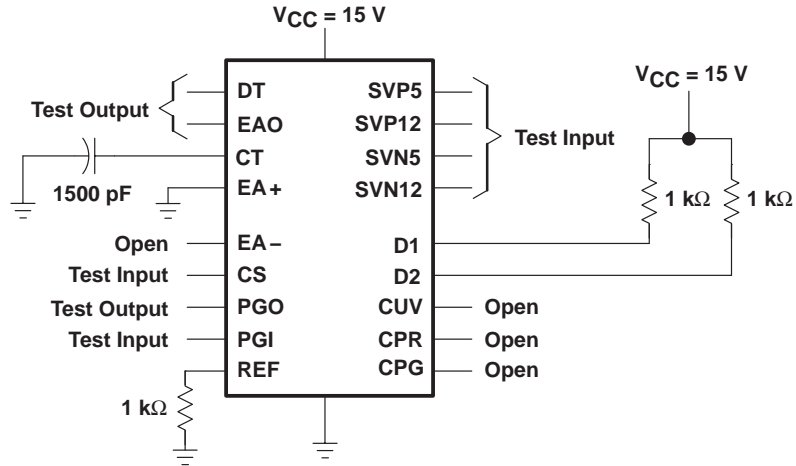 VCC = 15 V
DT
EAO
CT
EA+
EA–
CS
PGO
PGI
REF
SVP5
SVP12
SVN5
SVN12
D1
D2
CUV
CPR
CPG
Test Output
1500 pF
Open
Test Input
Test Output
Test Input
1 kΩ
Test Input
Open
Open
Open
VCC = 15 V
1 kΩ
1 kΩ